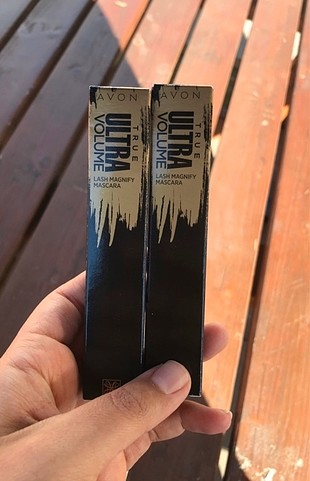 AVON
TRUE
ULTRA
VOLUME
LASH MAGNIFY
MASCARA
AVON
TRUE
ULTRA
VOLUME
LASH MAGNIFY
MASCARA